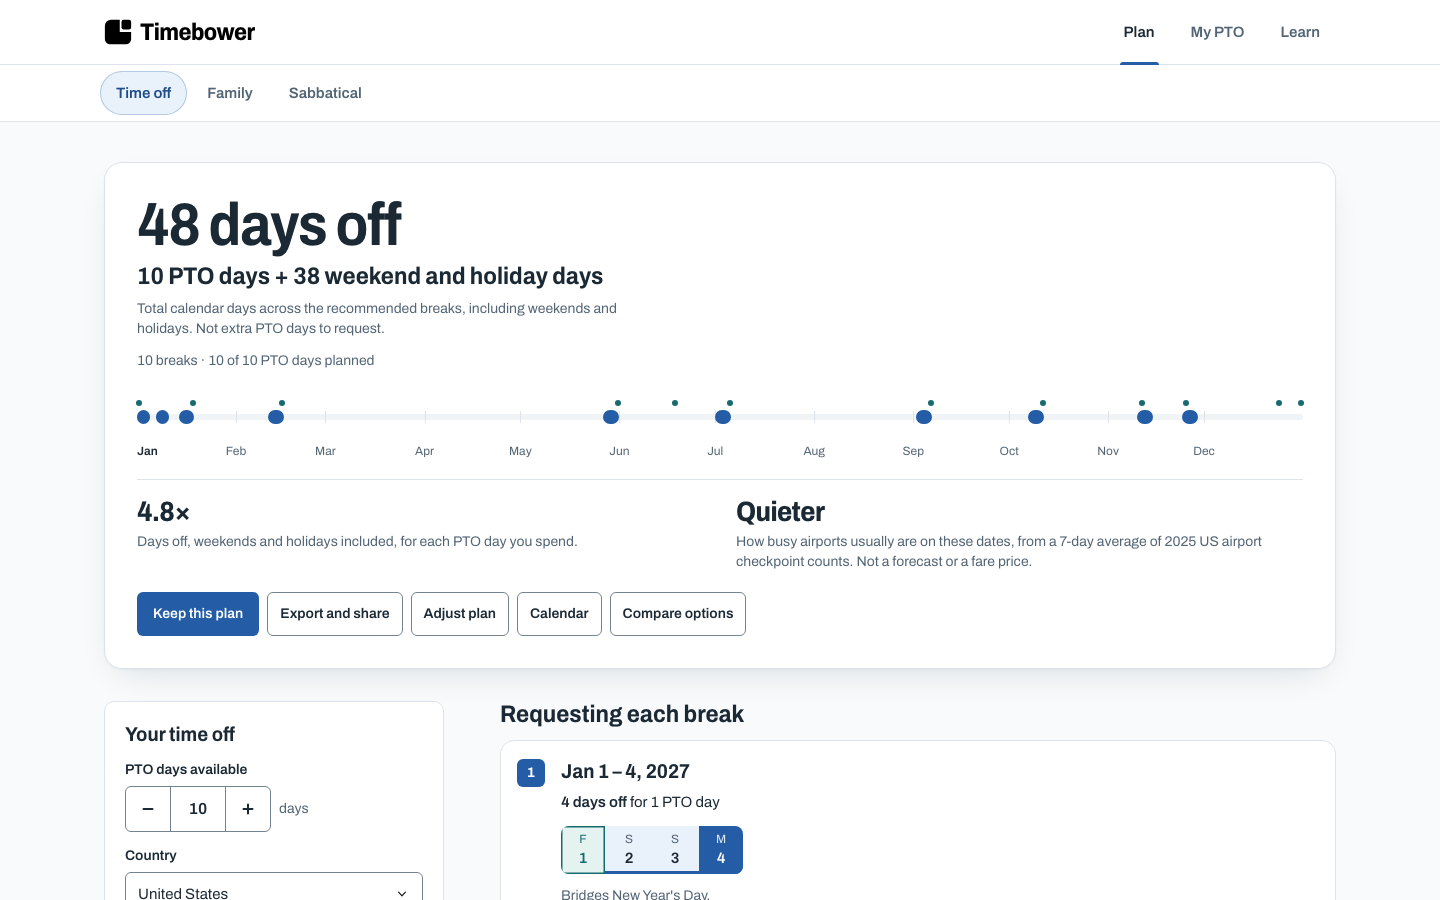 Timebower
Plan
My PTO
Learn
Time off
Family
Sabbatical
48 days off
10 PTO days + 38 weekend and holiday days
Total calendar days across the recommended breaks, including weekends and
holidays. Not extra PTO days to request.
10 breaks · 10 of 10 PTO days planned
Jan Feb Mar Apr May Jun Jul Aug Sep Oct Nov Dec
4.8×
Days off, weekends and holidays included, for each PTO day you spend.
Quieter
How busy airports usually are on these dates, from a 7-day average of 2025 US airport
checkpoint counts. Not a forecast or a fare price.
Keep this plan
Export and share
Adjust plan
Calendar
Compare options
Your time off
PTO days available
− 10 + days
Country
United States
Requesting each break
1
Jan 1 – 4, 2027
4 days off for 1 PTO day
F S S M
1 2 3 4
Bridges New Year's Day.